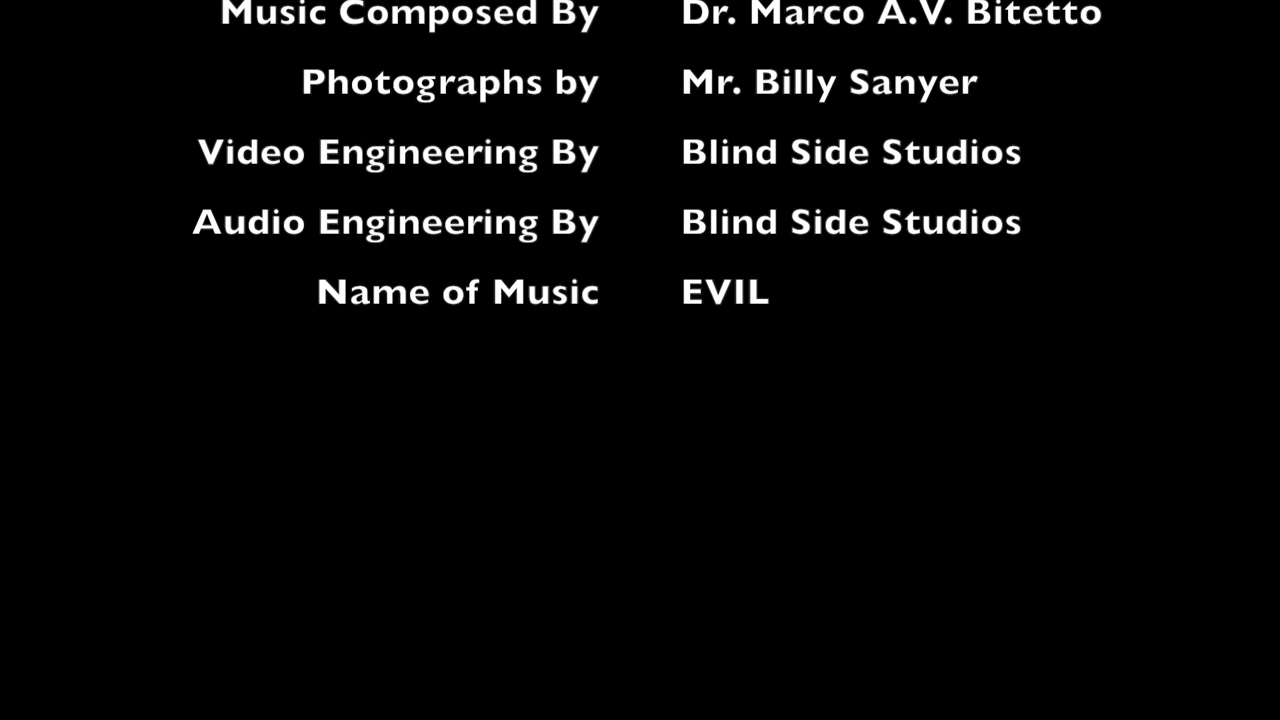 Music Composed By Dr. Marco A.V. Bitetto
Photographs by Mr. Billy Sanyer
Video Engineering By Blind Side Studios
Audio Engineering By Blind Side Studios
Name of Music EVIL